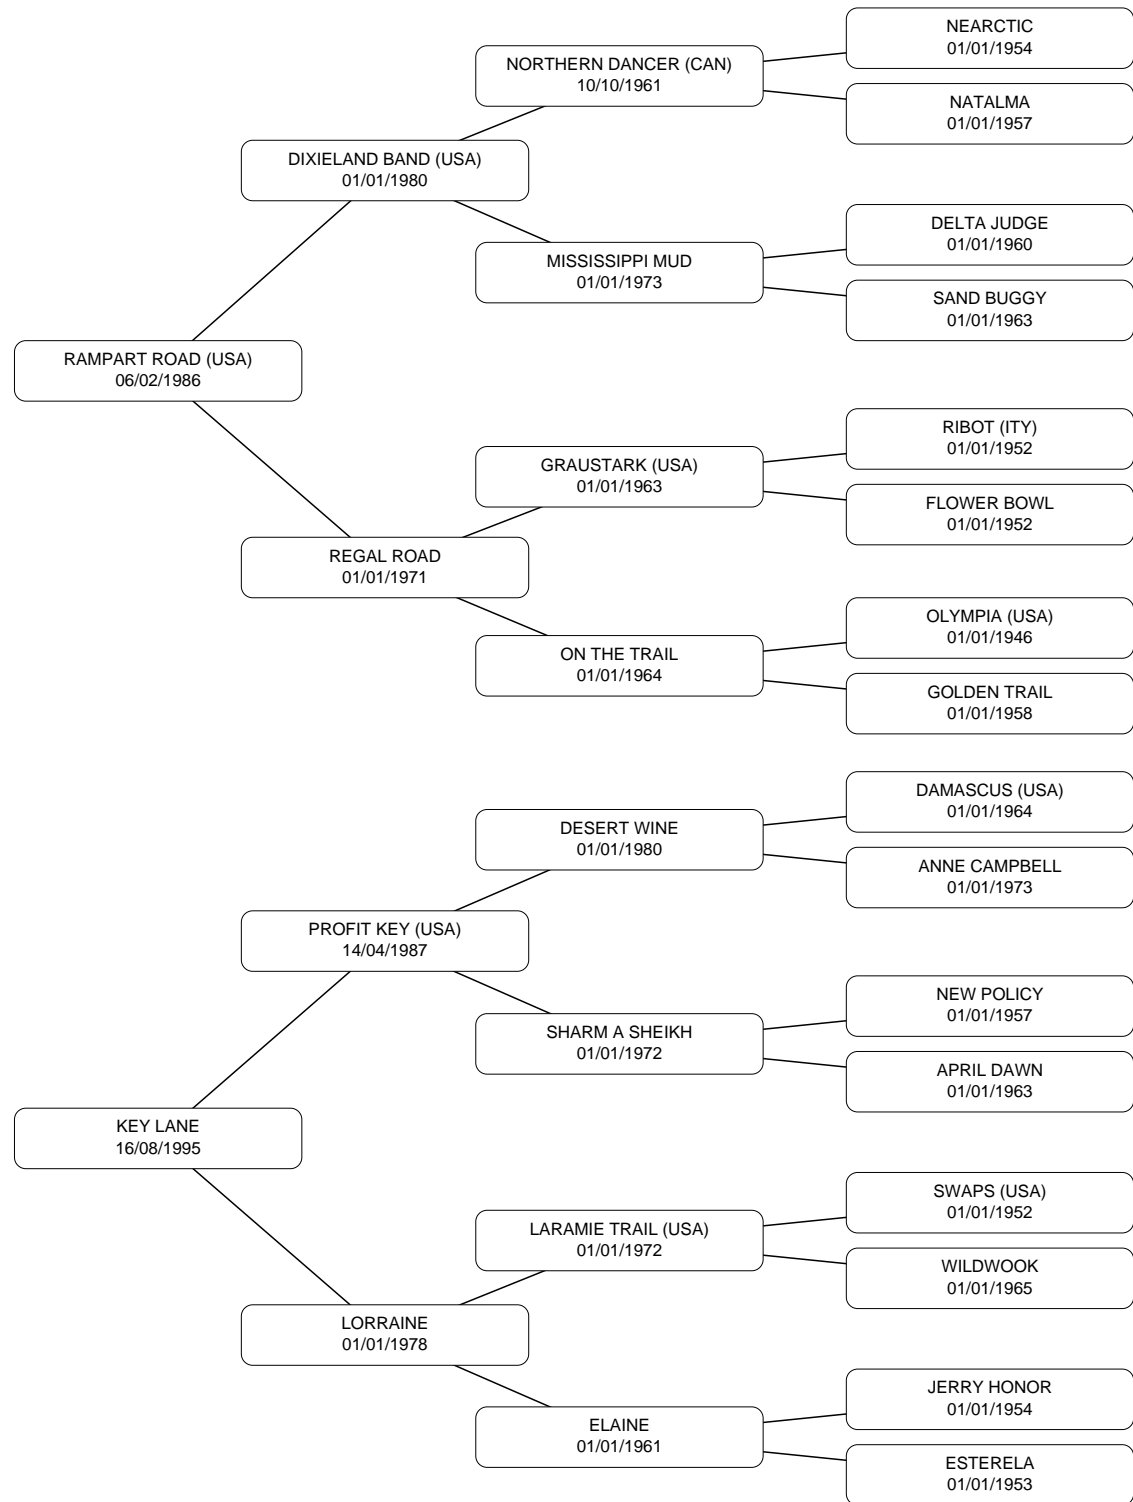 NEARCTIC
01/01/1954
NORTHERN DANCER (CAN)
10/10/1961
NATALMA
01/01/1957
DIXIELAND BAND (USA)
01/01/1980
DELTA JUDGE
01/01/1960
MISSISSIPPI MUD
01/01/1973
SAND BUGGY
01/01/1963
RAMPART ROAD (USA)
06/02/1986
RIBOT (ITY)
01/01/1952
GRAUSTARK (USA)
01/01/1963
FLOWER BOWL
01/01/1952
REGAL ROAD
01/01/1971
OLYMPIA (USA)
01/01/1946
ON THE TRAIL
01/01/1964
GOLDEN TRAIL
01/01/1958
DAMASCUS (USA)
01/01/1964
DESERT WINE
01/01/1980
ANNE CAMPBELL
01/01/1973
PROFIT KEY (USA)
14/04/1987
NEW POLICY
01/01/1957
SHARM A SHEIKH
01/01/1972
APRIL DAWN
01/01/1963
KEY LANE
16/08/1995
SWAPS (USA)
01/01/1952
LARAMIE TRAIL (USA)
01/01/1972
WILDWOOK
01/01/1965
LORRAINE
01/01/1978
JERRY HONOR
01/01/1954
ELAINE
01/01/1961
ESTERELA
01/01/1953